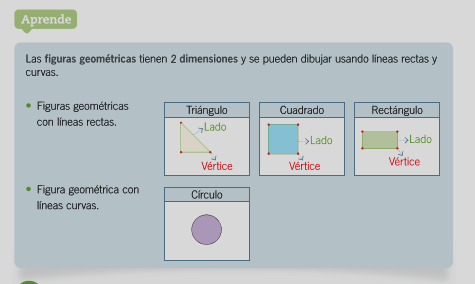 Aprende
Las figuras geométricas tienen 2 dimensiones y se pueden dibujar usando líneas rectas y
curvas.
• Figuras geométricas
con líneas rectas.
Triángulo
Lado
Vértice
Cuadrado
Lado
Vértice
Rectángulo
Lado
Vértice
• Figura geométrica con
líneas curvas.
Círculo